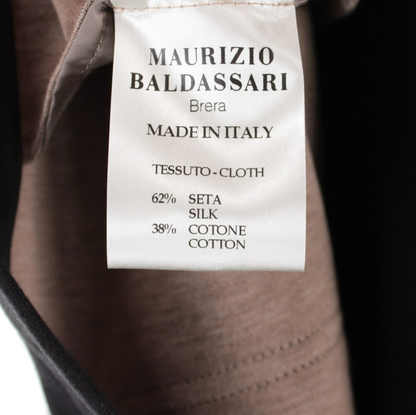 MAURIZIO
BALDASSARI
Brera
MADE IN ITALY
TESSUTO-CLOTH
62% SETA
SILK
38% COTONE
COTTON